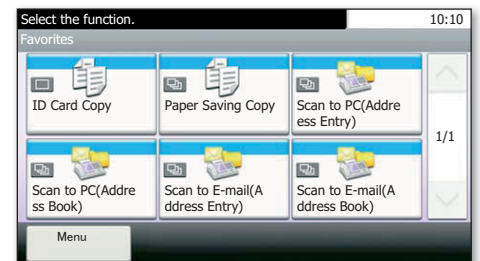 Select the function.
10:10
Favorites
ID Card Copy
Paper Saving Copy
Scan to PC(Addre
ess Entry)
1/1
Scan to PC(Addre
ss Book)
Scan to E-mail(A
ddress Entry)
Scan to E-mail(A
ddress Book)
Menu